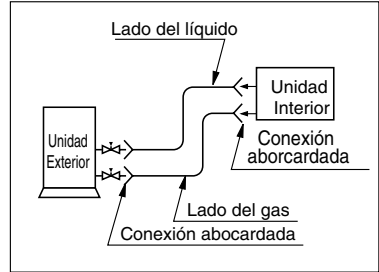 Lado del líquido
Unidad
Interior
Unidad
Exterior
Conexión
aborcardada
Lado del gas
Conexión abocardada